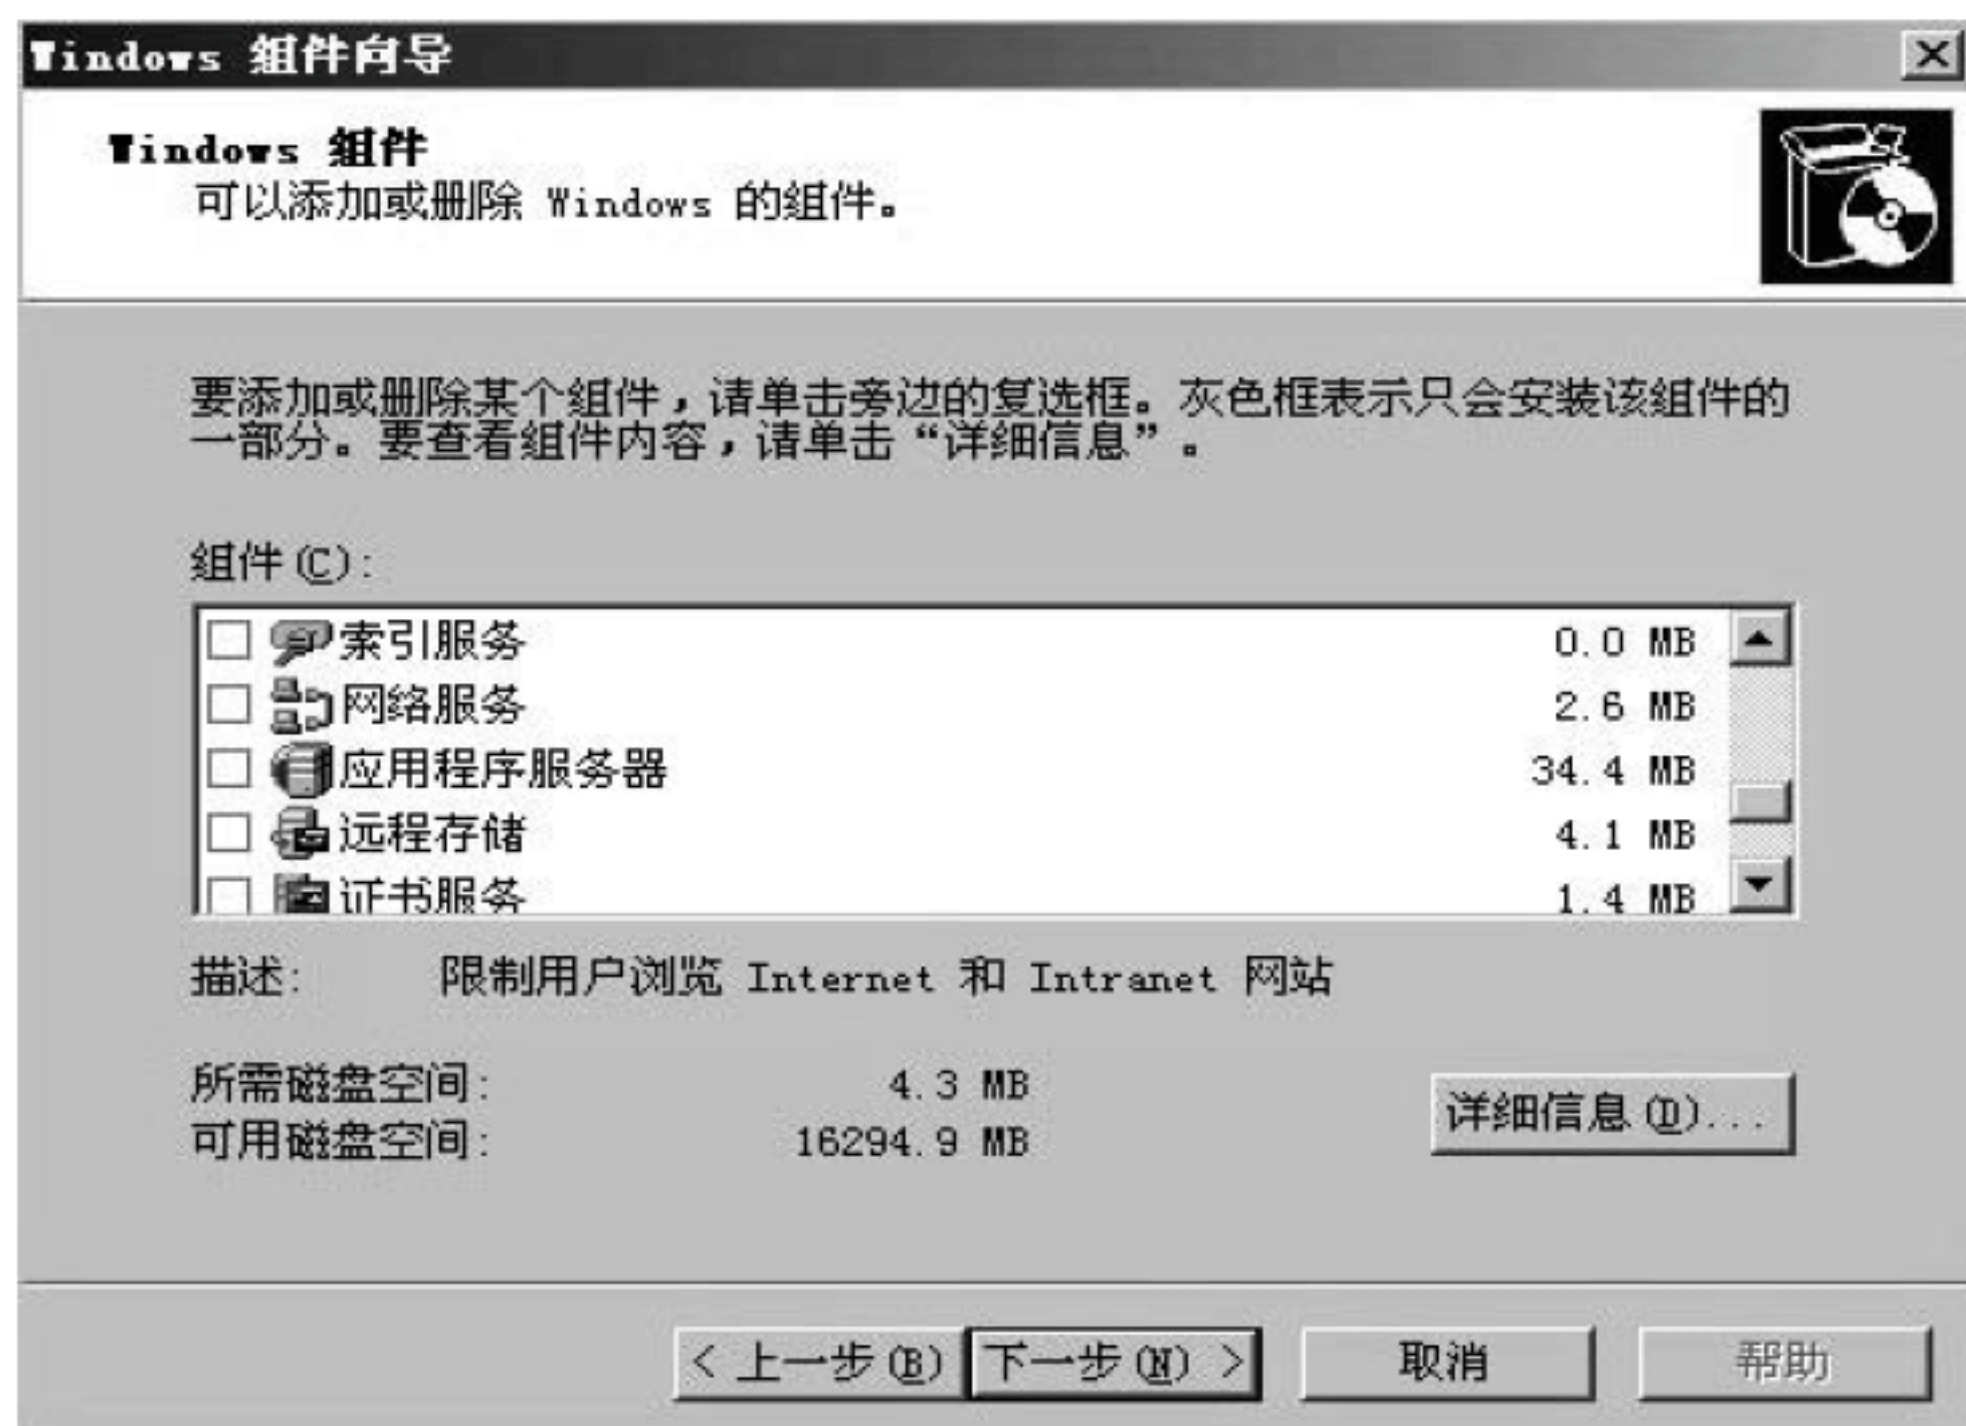 Windows 组件向导
Windows 组件
可以添加或删除 Windows 的组件。
要添加或删除某个组件，请单击旁边的复选框。灰色框表示只会安装该组件的
一部分。要查看组件内容，请单击“详细信息”。
组件(C):
索引服务 0.0 MB
网络服务 2.6 MB
应用程序服务器 34.4 MB
远程存储 4.1 MB
证书服务 1.4 MB
描述: 限制用户浏览 Internet 和 Intranet 网站
所需磁盘空间: 4.3 MB
可用磁盘空间: 16294.9 MB
详细信息(D)...
< 上一步(B) 下一步(N) > 取消 帮助